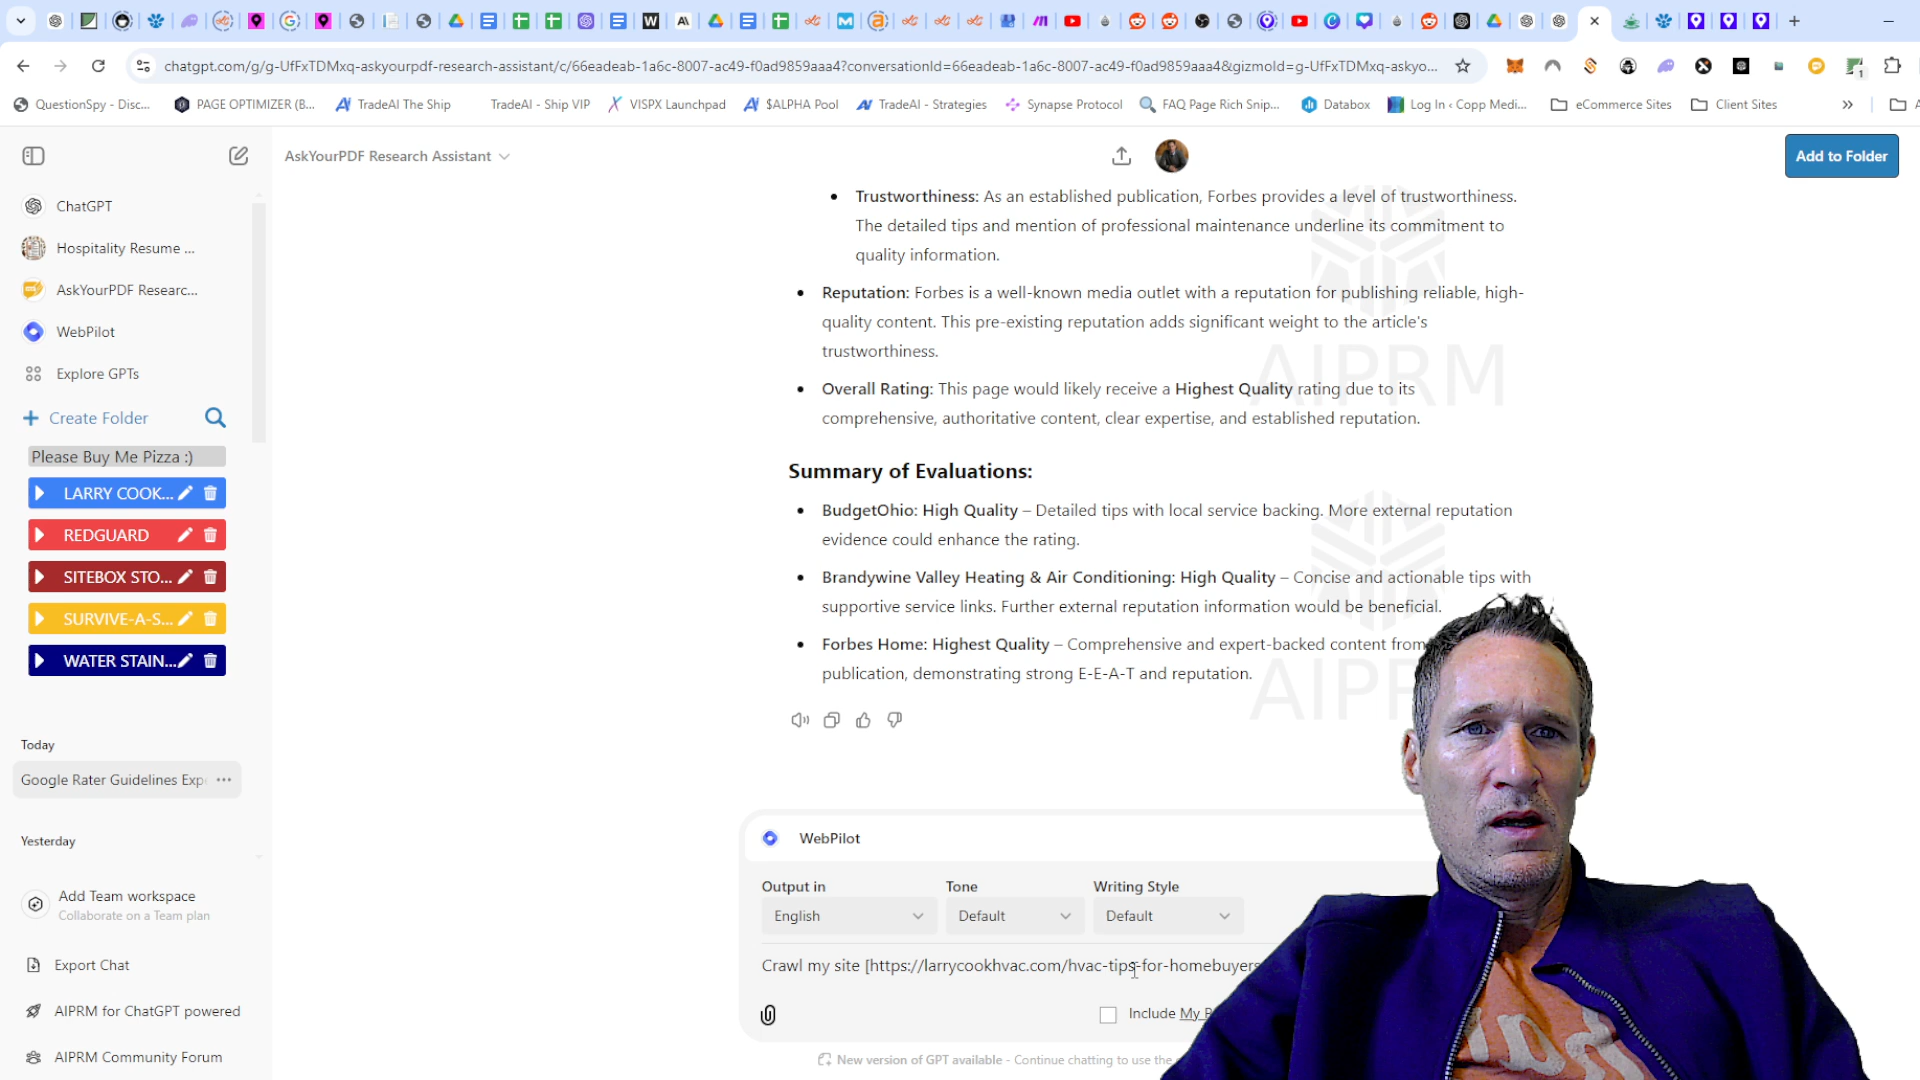 chatgpt.com/g/g-UfFxTDMxq-askyourpdf-research-assistant/c/66eadeab-1a6c-8007-ac49-f0ad9859aaa4?conversationId=66eadeab-1a6c-8007-ac49-f0ad9859aaa4&gizmoId=g-UfFxTDMxq-askyo...
QuestionSpy - Disc... PAGE OPTIMIZER (B... TradeAI The Ship TradeAI - Ship VIP VISPX Launchpad $ALPHA Pool TradeAI - Strategies Synapse Protocol FAQ Page Rich Snip... Databox Log In ‹ Copp Medi... eCommerce Sites Client Sites »
AskYourPDF Research Assistant
Add to Folder
ChatGPT
Hospitality Resume ...
AskYourPDF Researc...
WebPilot
Explore GPTs
+ Create Folder
Please Buy Me Pizza :)
LARRY COOK...
REDGUARD
SITEBOX STO...
SURVIVE-A-S...
WATER STAIN...
Today
Google Rater Guidelines Exp
Yesterday
Add Team workspace
Collaborate on a Team plan
Export Chat
AIPRM for ChatGPT powered
AIPRM Community Forum
• Trustworthiness: As an established publication, Forbes provides a level of trustworthiness.
The detailed tips and mention of professional maintenance underline its commitment to
quality information.
• Reputation: Forbes is a well-known media outlet with a reputation for publishing reliable, high-
quality content. This pre-existing reputation adds significant weight to the article's
trustworthiness.
• Overall Rating: This page would likely receive a Highest Quality rating due to its
comprehensive, authoritative content, clear expertise, and established reputation.
AIPRM
Summary of Evaluations:
• BudgetOhio: High Quality – Detailed tips with local service backing. More external reputation
evidence could enhance the rating.
• Brandywine Valley Heating & Air Conditioning: High Quality – Concise and actionable tips with
supportive service links. Further external reputation information would be beneficial.
• Forbes Home: Highest Quality – Comprehensive and expert-backed content from
publication, demonstrating strong E-E-A-T and reputation.
AIP
WebPilot
Output in Tone Writing Style
English Default Default
Crawl my site [https://larrycookhvac.com/hvac-tips-for-homebuyers
Include My P
New version of GPT available - Continue chatting to use the